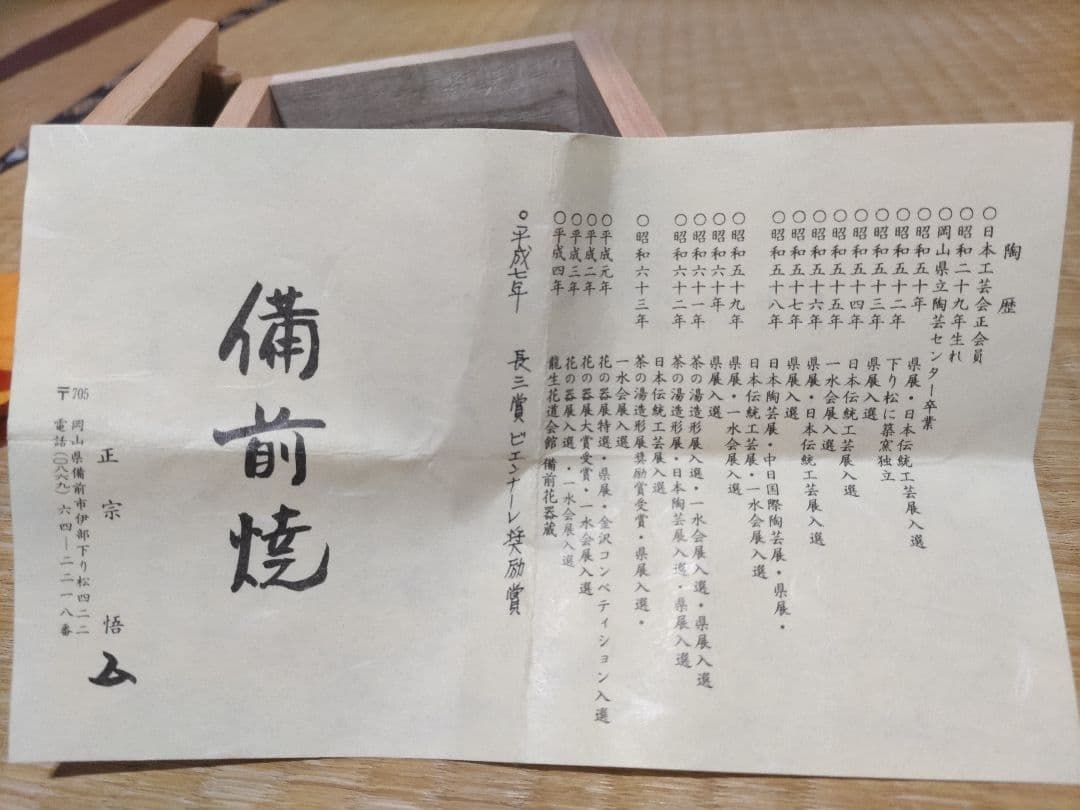 陶歴
○日本工芸会正会員
○昭和二十九年生れ
○岡山県立陶芸センター卒業
○昭和五十年 県展・日本伝統工芸展入選
○昭和五十二年 下り松に築窯独立
○昭和五十三年 県展入選
○昭和五十四年 日本伝統工芸展入選
○昭和五十五年 一水会展入選
○昭和五十六年 県展・日本伝統工芸展入選
○昭和五十七年 県展入選
○昭和五十八年 日本陶芸展・中日国際陶芸展・県展・
日本伝統工芸展・一水会展入選
○昭和五十九年 県展・一水会展入選
○昭和六十年 県展入選
○昭和六十一年 茶の湯造形展入選・一水会展入選・県展入選
○昭和六十二年 茶の湯造形展・日本陶芸展入選・県展入選
日本伝統工芸展入選
○昭和六十三年 茶の湯造形展奨励賞受賞・県展入選・
一水会展入選
○平成元年 花の器展特選・県展・金沢コンペティション入選
○平成二年 花の器展大賞受賞・一水会展入選
○平成三年 花の器展入選・一水会展入選
○平成四年 龍生花道会館 備前花器蔵
○平成七年 長三賞ビエンナーレ奨励賞
備前焼
正宗悟
〒705 岡山県備前市伊部下り松四二二
電話(〇八六九)六四―二二一八番